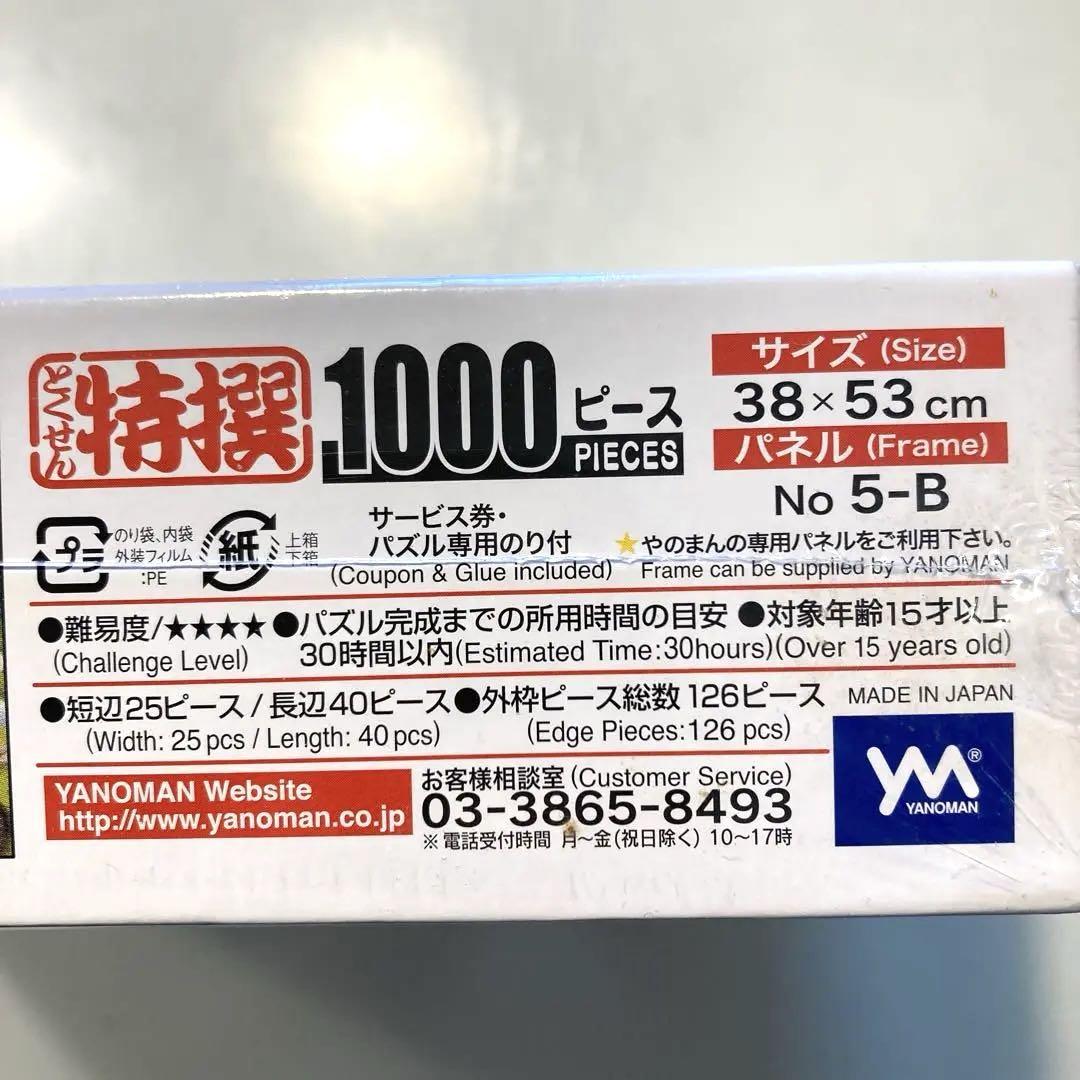 とくせん
特撰
1000
ピース
PIECES
サイズ (Size)
38×53 cm
パネル (Frame)
No 5-B
プラ
のり袋、内袋
外装フィルム
:PE
紙
上箱
下箱
サービス券・
パズル専用のり付
(Coupon & Glue included)
★やのまんの専用パネルをご利用下さい。
Frame can be supplied by YANOMAN
●難易度/★★★★
(Challenge Level)
●パズル完成までの所用時間の目安
30時間以内(Estimated Time:30hours)
●対象年齢15才以上
(Over 15 years old)
●短辺25ピース / 長辺40ピース
(Width: 25 pcs / Length: 40 pcs)
●外枠ピース総数 126ピース
(Edge Pieces:126 pcs)
MADE IN JAPAN
YANOMAN Website
http://www.yanoman.co.jp
お客様相談室 (Customer Service)
03-3865-8493
※電話受付時間 月〜金(祝日除く) 10〜17時
YM®
YANOMAN